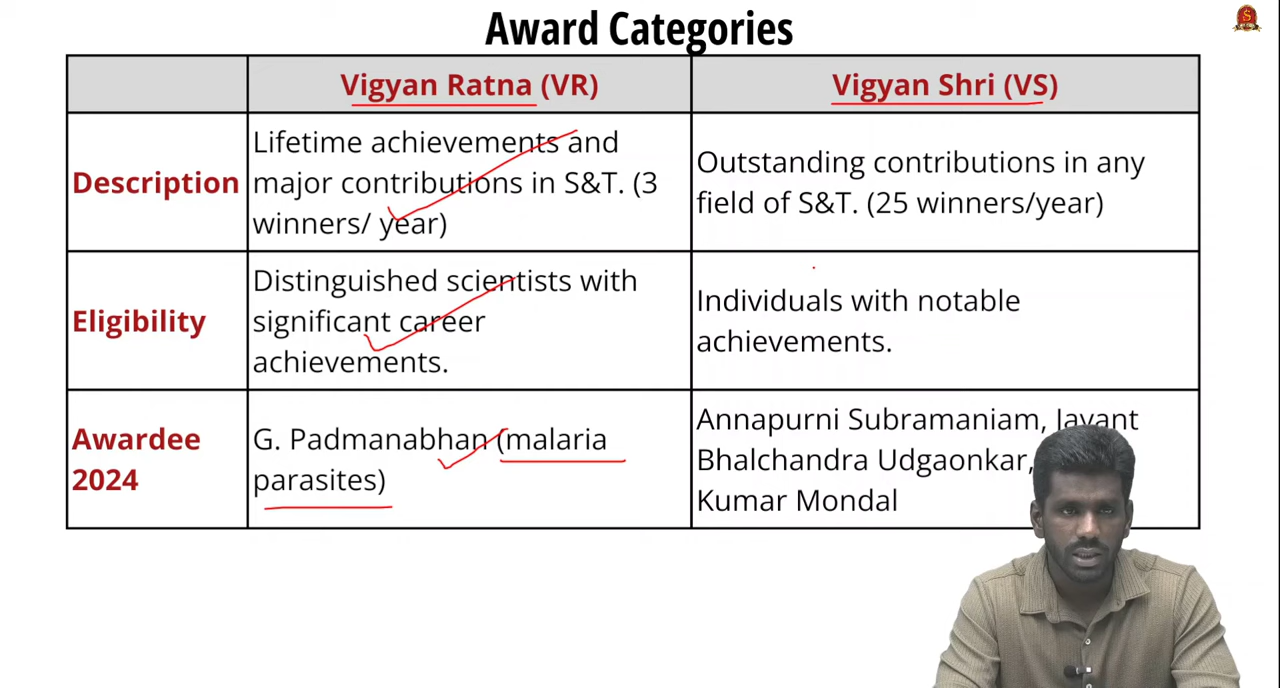 Award Categories
Vigyan Ratna (VR)
Vigyan Shri (VS)
Description
Lifetime achievements and
major contributions in S&T. (3
winners/ year)
Outstanding contributions in any
field of S&T. (25 winners/year)
Eligibility
Distinguished scientists with
significant career
achievements.
Individuals with notable
achievements.
Awardee
2024
G. Padmanabhan (malaria
parasites)
Annapurni Subramaniam, Jayant
Bhalchandra Udgaonkar,
Kumar Mondal